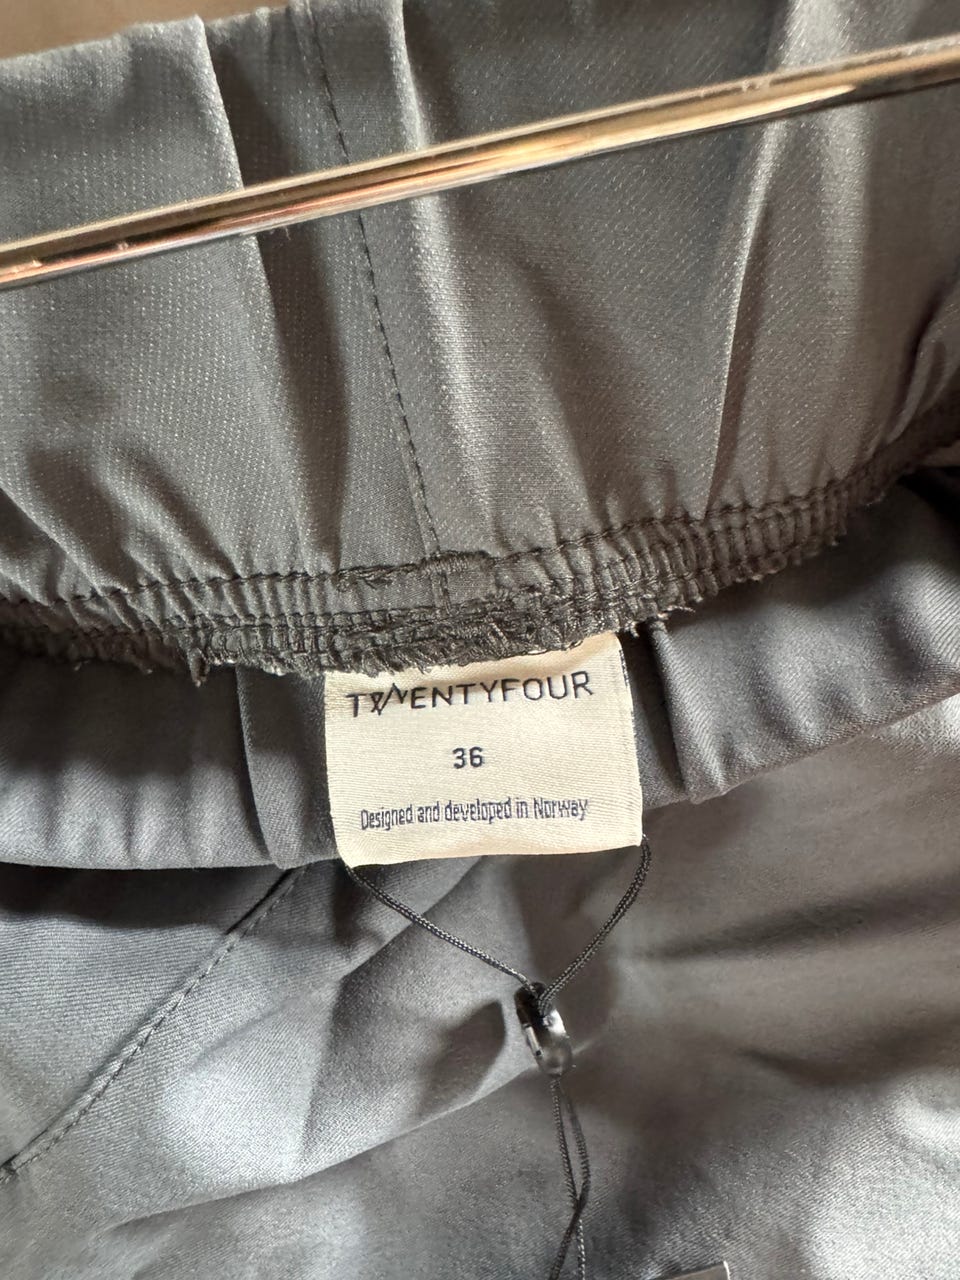 TWENTYFOUR
36
Designed and developed in Norway